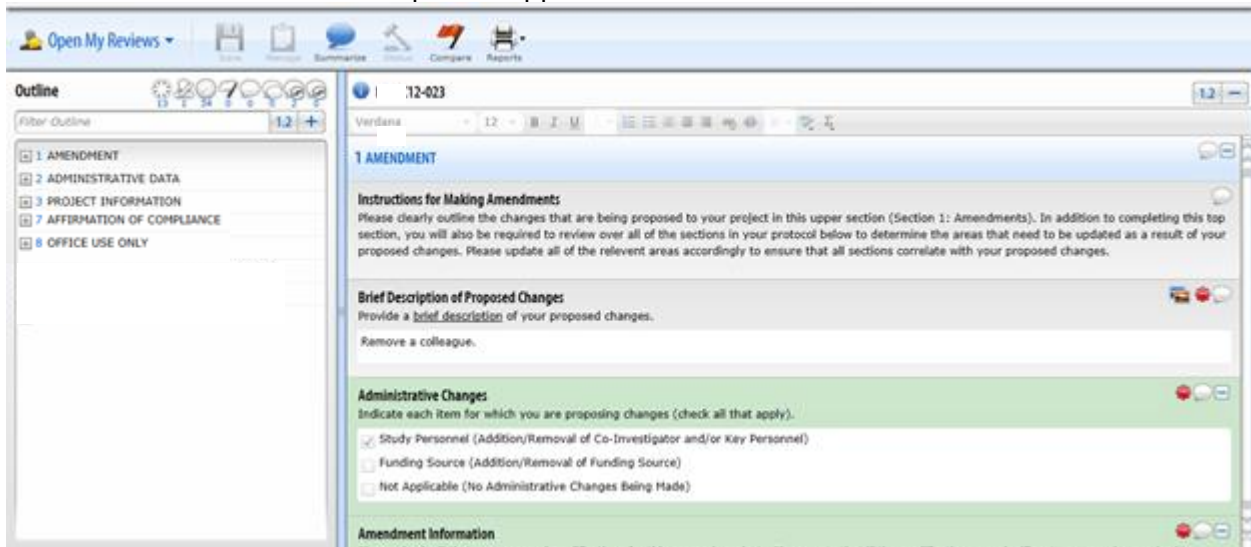 Open My Reviews
Summarize
Compare
Reports
Outline
Filter Outline
1.2
1 AMENDMENT
2 ADMINISTRATIVE DATA
3 PROJECT INFORMATION
7 AFFIRMATION OF COMPLIANCE
8 OFFICE USE ONLY
12-023
1.2
Verdana 12 B I U
1 AMENDMENT
Instructions for Making Amendments
Please clearly outline the changes that are being proposed to your project in this upper section (Section 1: Amendments). In addition to completing this top
section, you will also be required to review over all of the sections in your protocol below to determine the areas that need to be updated as a result of your
proposed changes. Please update all of the relevent areas accordingly to ensure that all sections correlate with your proposed changes.
Brief Description of Proposed Changes
Provide a brief description of your proposed changes.
Remove a colleague.
Administrative Changes
Indicate each item for which you are proposing changes (check all that apply).
Study Personnel (Addition/Removal of Co-Investigator and/or Key Personnel)
Funding Source (Addition/Removal of Funding Source)
Not Applicable (No Administrative Changes Being Made)
Amendment Information